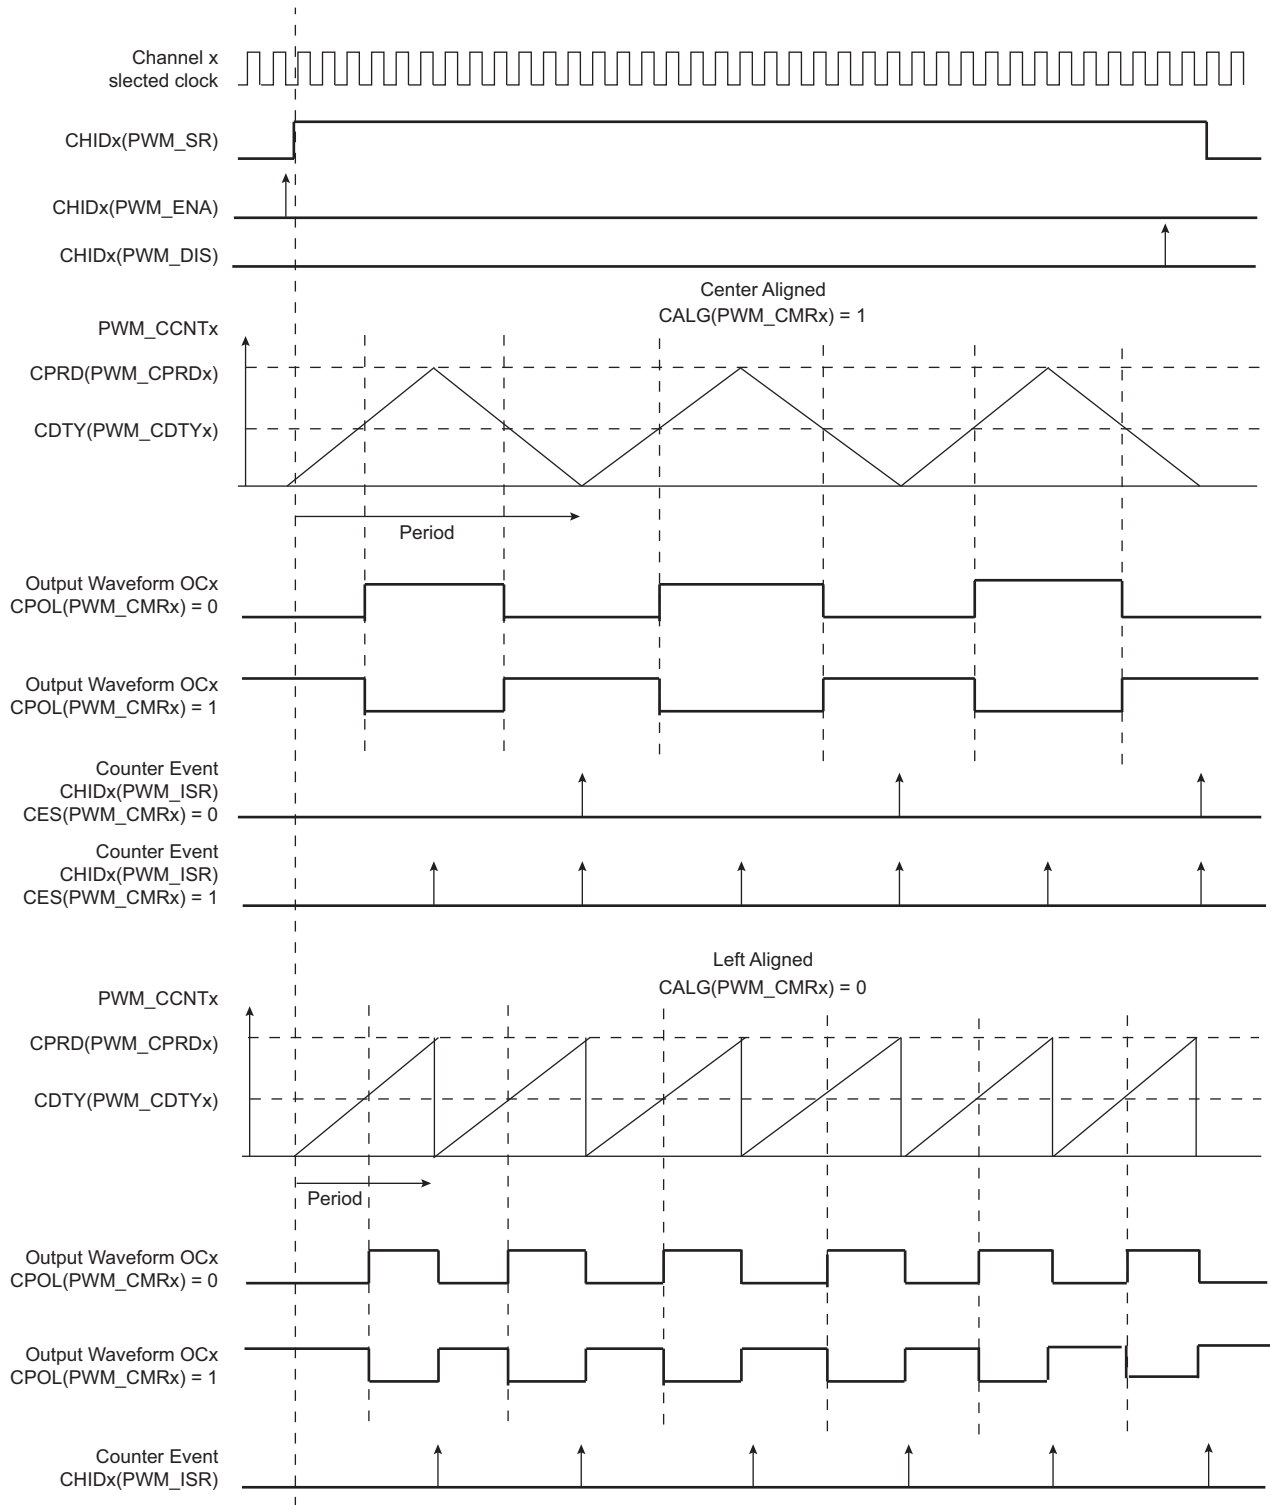 Channel x
slected clock
CHIDx(PWM_SR)
CHIDx(PWM_ENA)
CHIDx(PWM_DIS)
Center Aligned
CALG(PWM_CMRx) = 1
PWM_CCNTx
CPRD(PWM_CPRDx)
CDTY(PWM_CDTYx)
Period
Output Waveform OCx
CPOL(PWM_CMRx) = 0
Output Waveform OCx
CPOL(PWM_CMRx) = 1
Counter Event
CHIDx(PWM_ISR)
CES(PWM_CMRx) = 0
Counter Event
CHIDx(PWM_ISR)
CES(PWM_CMRx) = 1
Left Aligned
CALG(PWM_CMRx) = 0
PWM_CCNTx
CPRD(PWM_CPRDx)
CDTY(PWM_CDTYx)
Period
Output Waveform OCx
CPOL(PWM_CMRx) = 0
Output Waveform OCx
CPOL(PWM_CMRx) = 1
Counter Event
CHIDx(PWM_ISR)